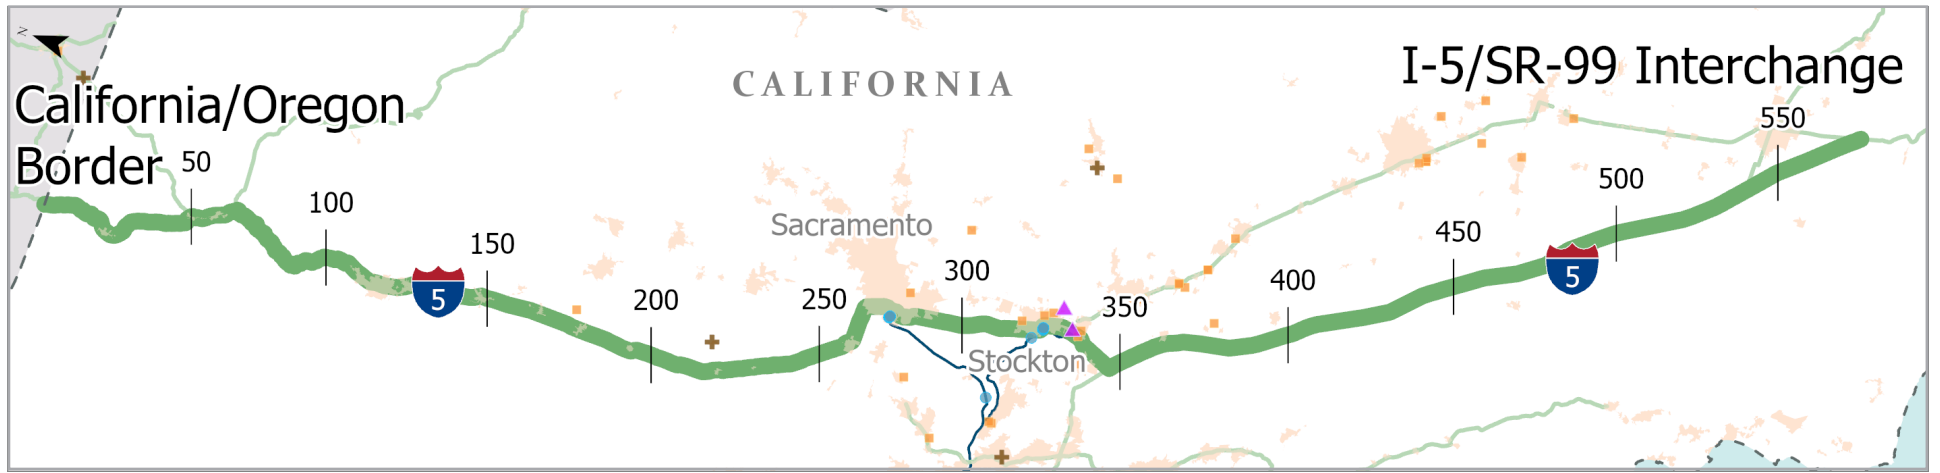 N
California/Oregon
Border
CALIFORNIA
I-5/SR-99 Interchange
50
100
150
200
250
300
350
400
450
500
550
5
5
Sacramento
Stockton